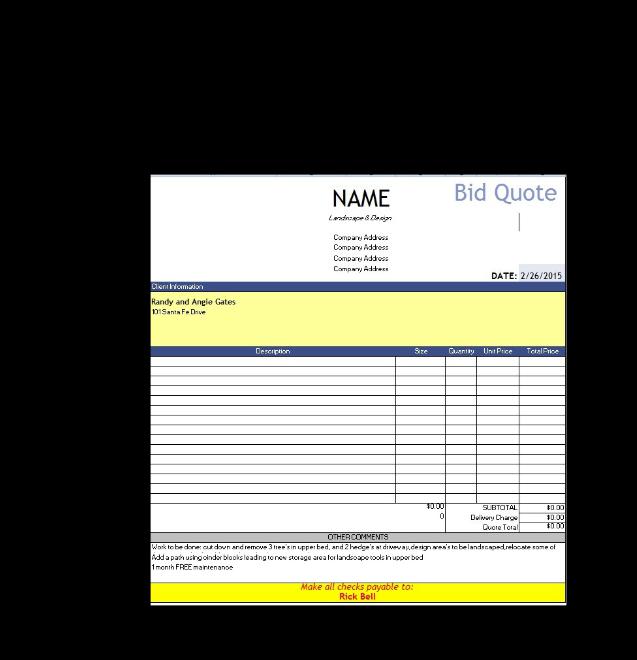 NAME
Bid Quote
Landscape & Design
Company Address
Company Address
Company Address
Company Address
DATE: 2/26/2015
Client Information
Randy and Angie Gates
101 Santa Fe Drive
Description Size Quantity Unit Price Total Price
$0.00 SUBTOTAL $0.00
0 Delivery Charge $0.00
Quote Total $0.00
OTHER COMMENTS
Work to be done: cut down and remove 3 tree's in upper bed, and 2 hedge's at driveway,design area's to be landscaped,relocate some of
Add a path using cinder blocks leading to new storage area for landscape tools in upper bed
1 month FREE maintenance
Make all checks payable to:
Rick Bell